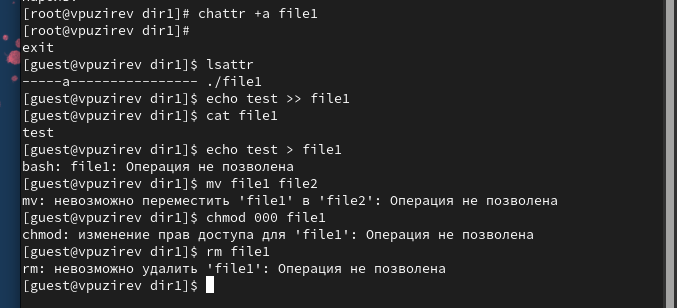 [root@vpuzirev dir1]# chattr +a file1
[root@vpuzirev dir1]#
exit
[guest@vpuzirev dir1]$ lsattr
-----a---------------- ./file1
[guest@vpuzirev dir1]$ echo test >> file1
[guest@vpuzirev dir1]$ cat file1
test
[guest@vpuzirev dir1]$ echo test > file1
bash: file1: Операция не позволена
[guest@vpuzirev dir1]$ mv file1 file2
mv: невозможно переместить 'file1' в 'file2': Операция не позволена
[guest@vpuzirev dir1]$ chmod 000 file1
chmod: изменение прав доступа для 'file1': Операция не позволена
[guest@vpuzirev dir1]$ rm file1
rm: невозможно удалить 'file1': Операция не позволена
[guest@vpuzirev dir1]$